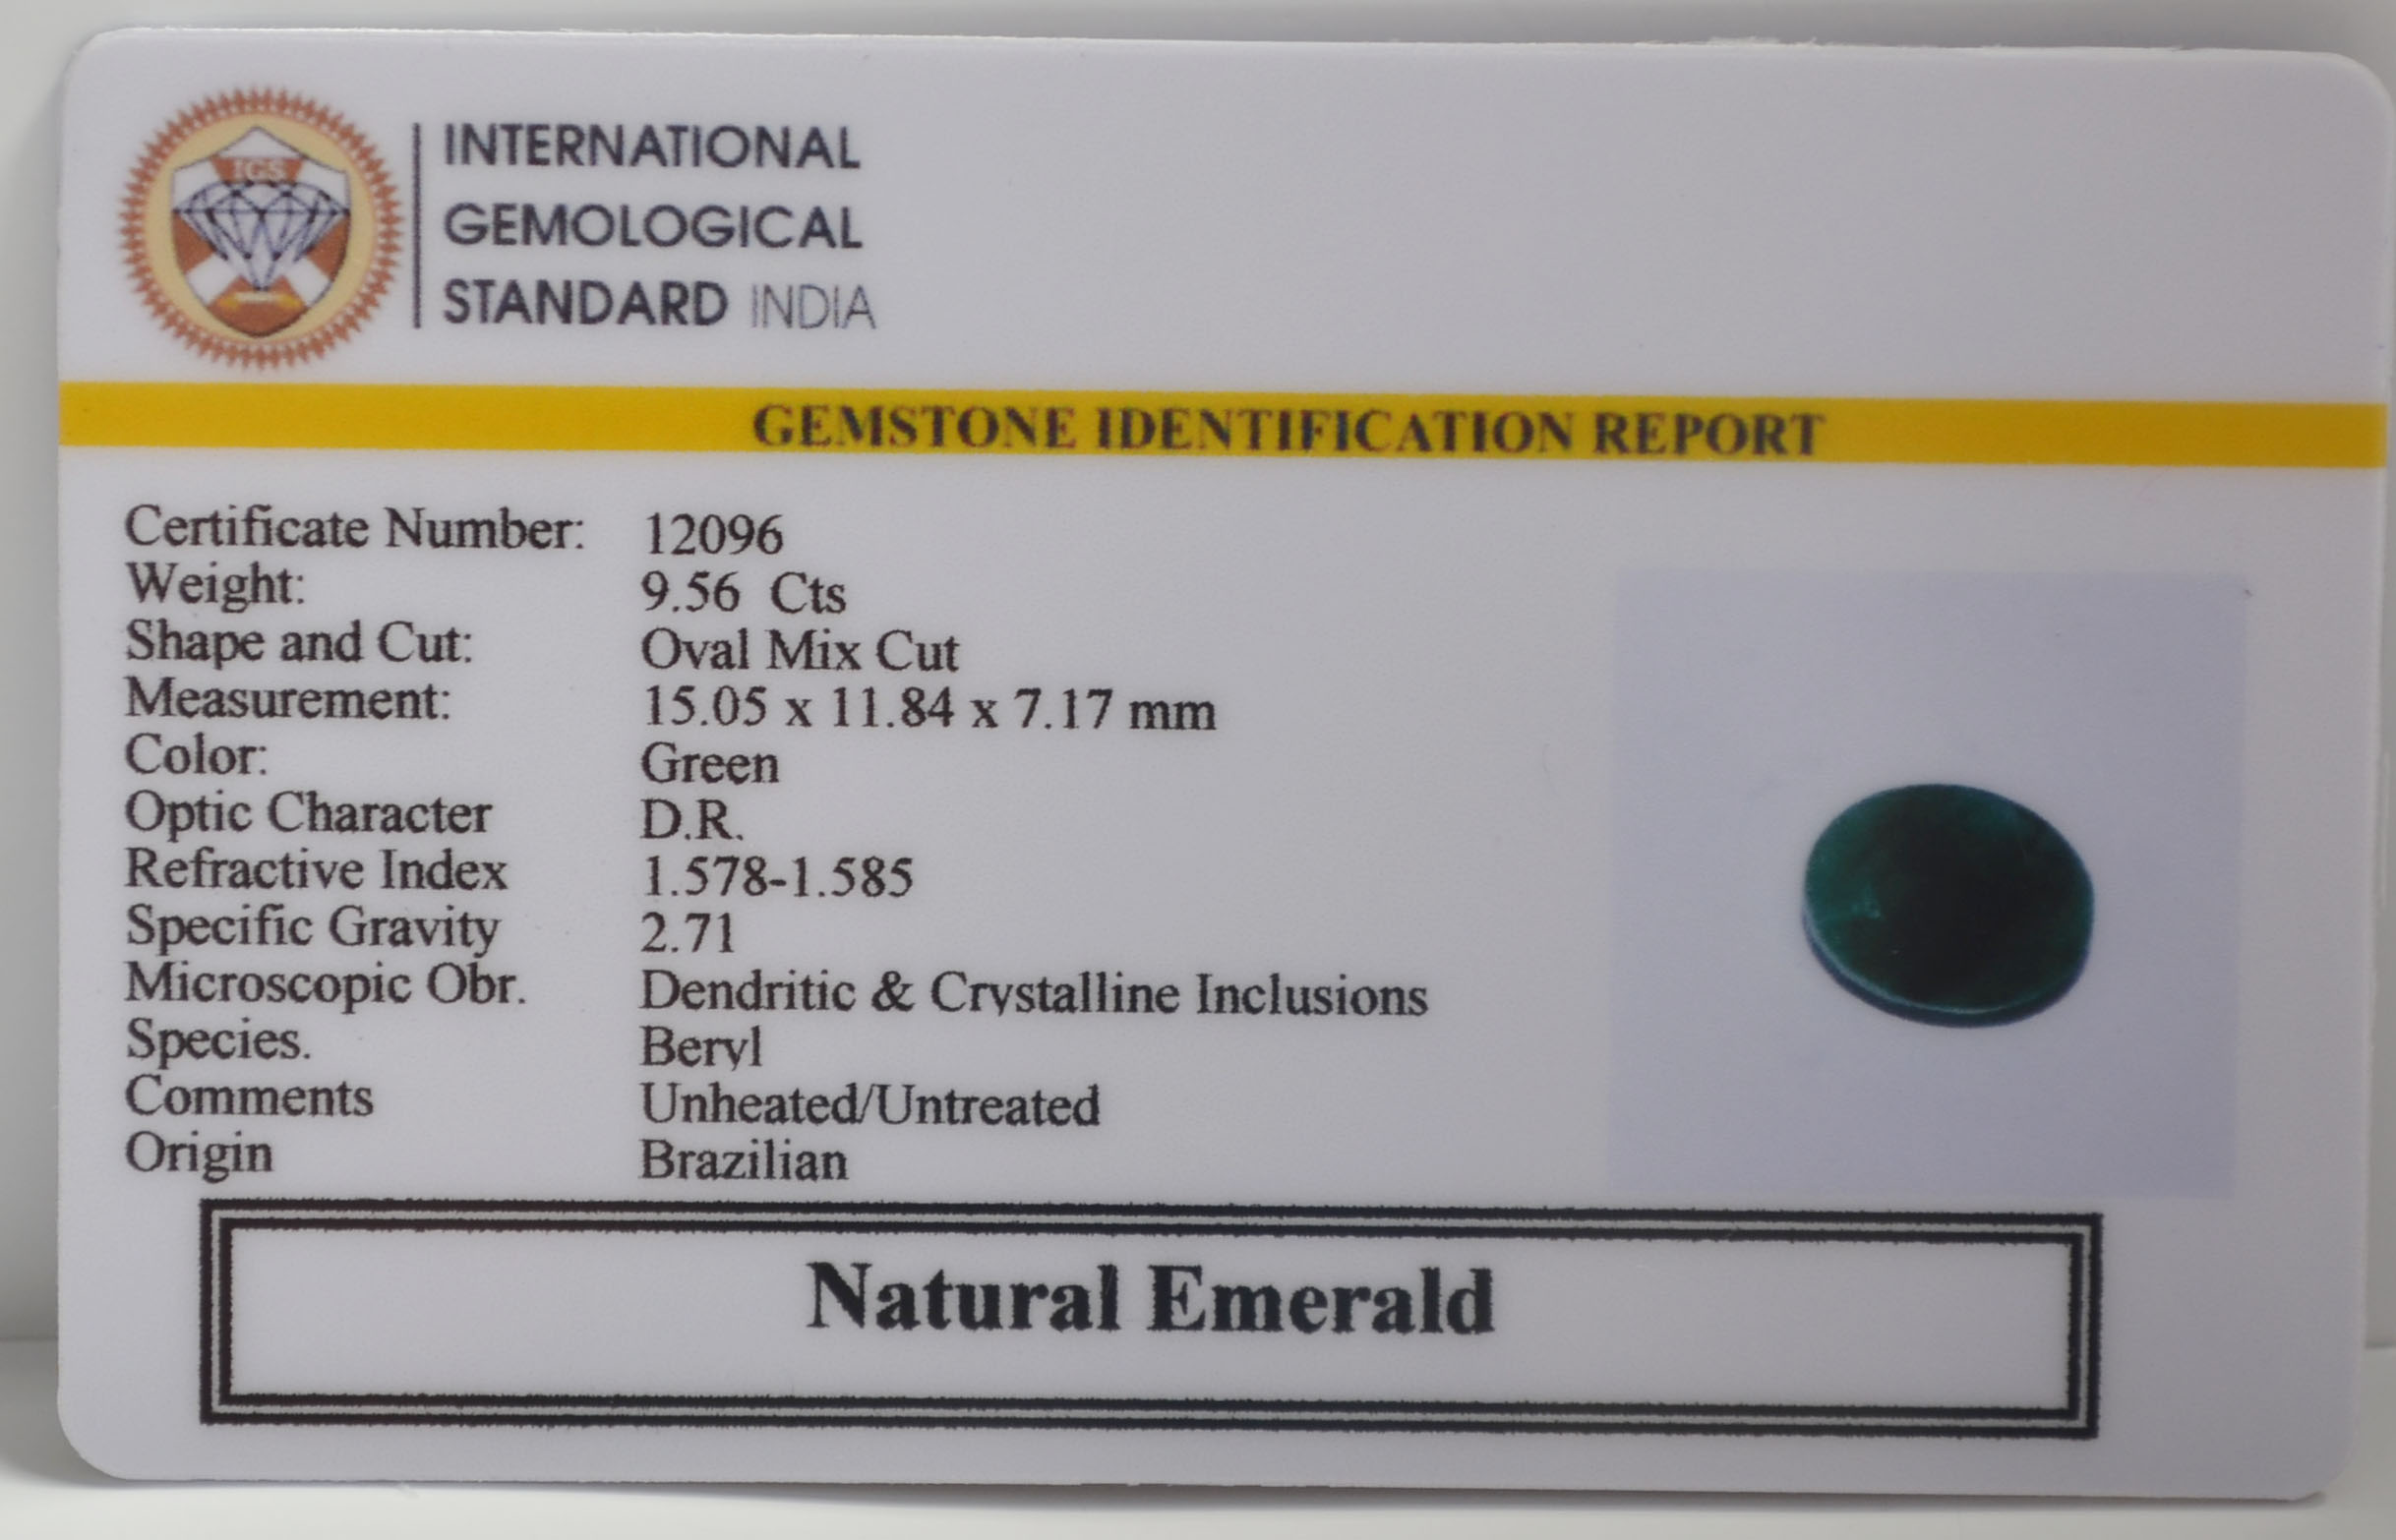 IGS
INTERNATIONAL
GEMOLOGICAL
STANDARD INDIA
GEMSTONE IDENTIFICATION REPORT
Certificate Number: 12096
Weight: 9.56 Cts
Shape and Cut: Oval Mix Cut
Measurement: 15.05 x 11.84 x 7.17 mm
Color: Green
Optic Character D.R.
Refractive Index 1.578-1.585
Specific Gravity 2.71
Microscopic Obr. Dendritic & Crystalline Inclusions
Species. Beryl
Comments Unheated/Untreated
Origin Brazilian
Natural Emerald